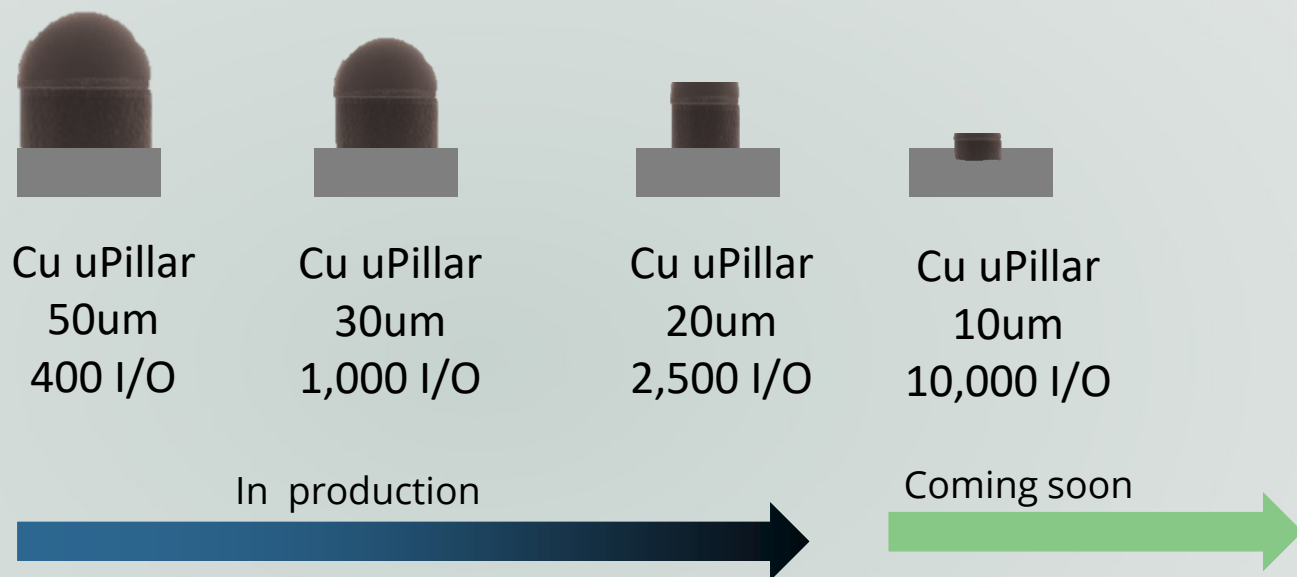 Cu uPillar
50um
400 I/O
Cu uPillar
30um
1,000 I/O
Cu uPillar
20um
2,500 I/O
Cu uPillar
10um
10,000 I/O
In production
Coming soon